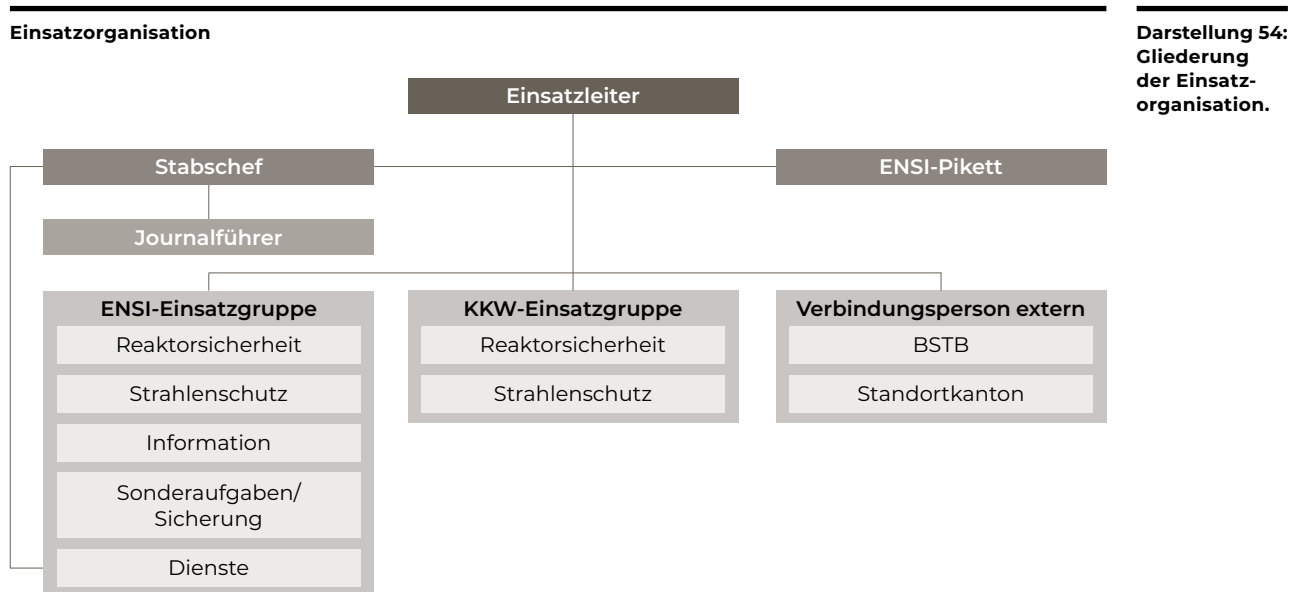 Einsatzorganisation
Darstellung 54:
Gliederung
der Einsatz-
organisation.
Einsatzleiter
Stabschef
ENSI-Pikett
Journalführer
ENSI-Einsatzgruppe
Reaktorsicherheit
Strahlenschutz
Information
Sonderaufgaben/
Sicherung
Dienste
KKW-Einsatzgruppe
Reaktorsicherheit
Strahlenschutz
Verbindungsperson extern
BSTB
Standortkanton